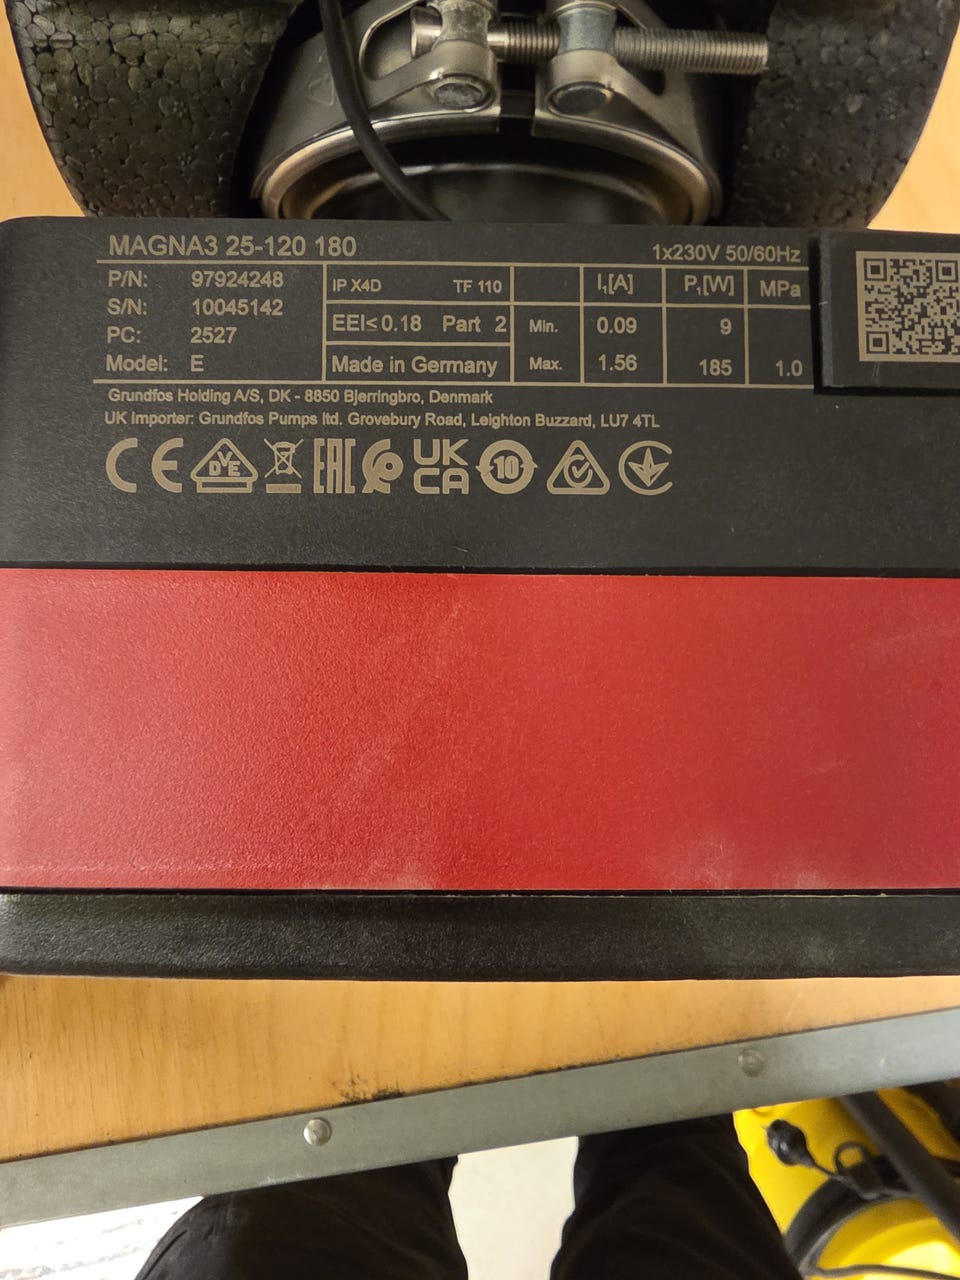 MAGNA3 25-120 180 1x230V 50/60Hz
P/N: 97924248
S/N: 10045142
PC: 2527
Model: E
IP X4D TF 110
EEI≤0.18 Part 2
Made in Germany
I₁[A] P₁[W] MPa
Min. 0.09 9
Max. 1.56 185 1.0
Grundfos Holding A/S, DK - 8850 Bjerringbro, Denmark
UK Importer: Grundfos Pumps ltd. Grovebury Road, Leighton Buzzard, LU7 4TL
CE DVE EAC UK CA 10